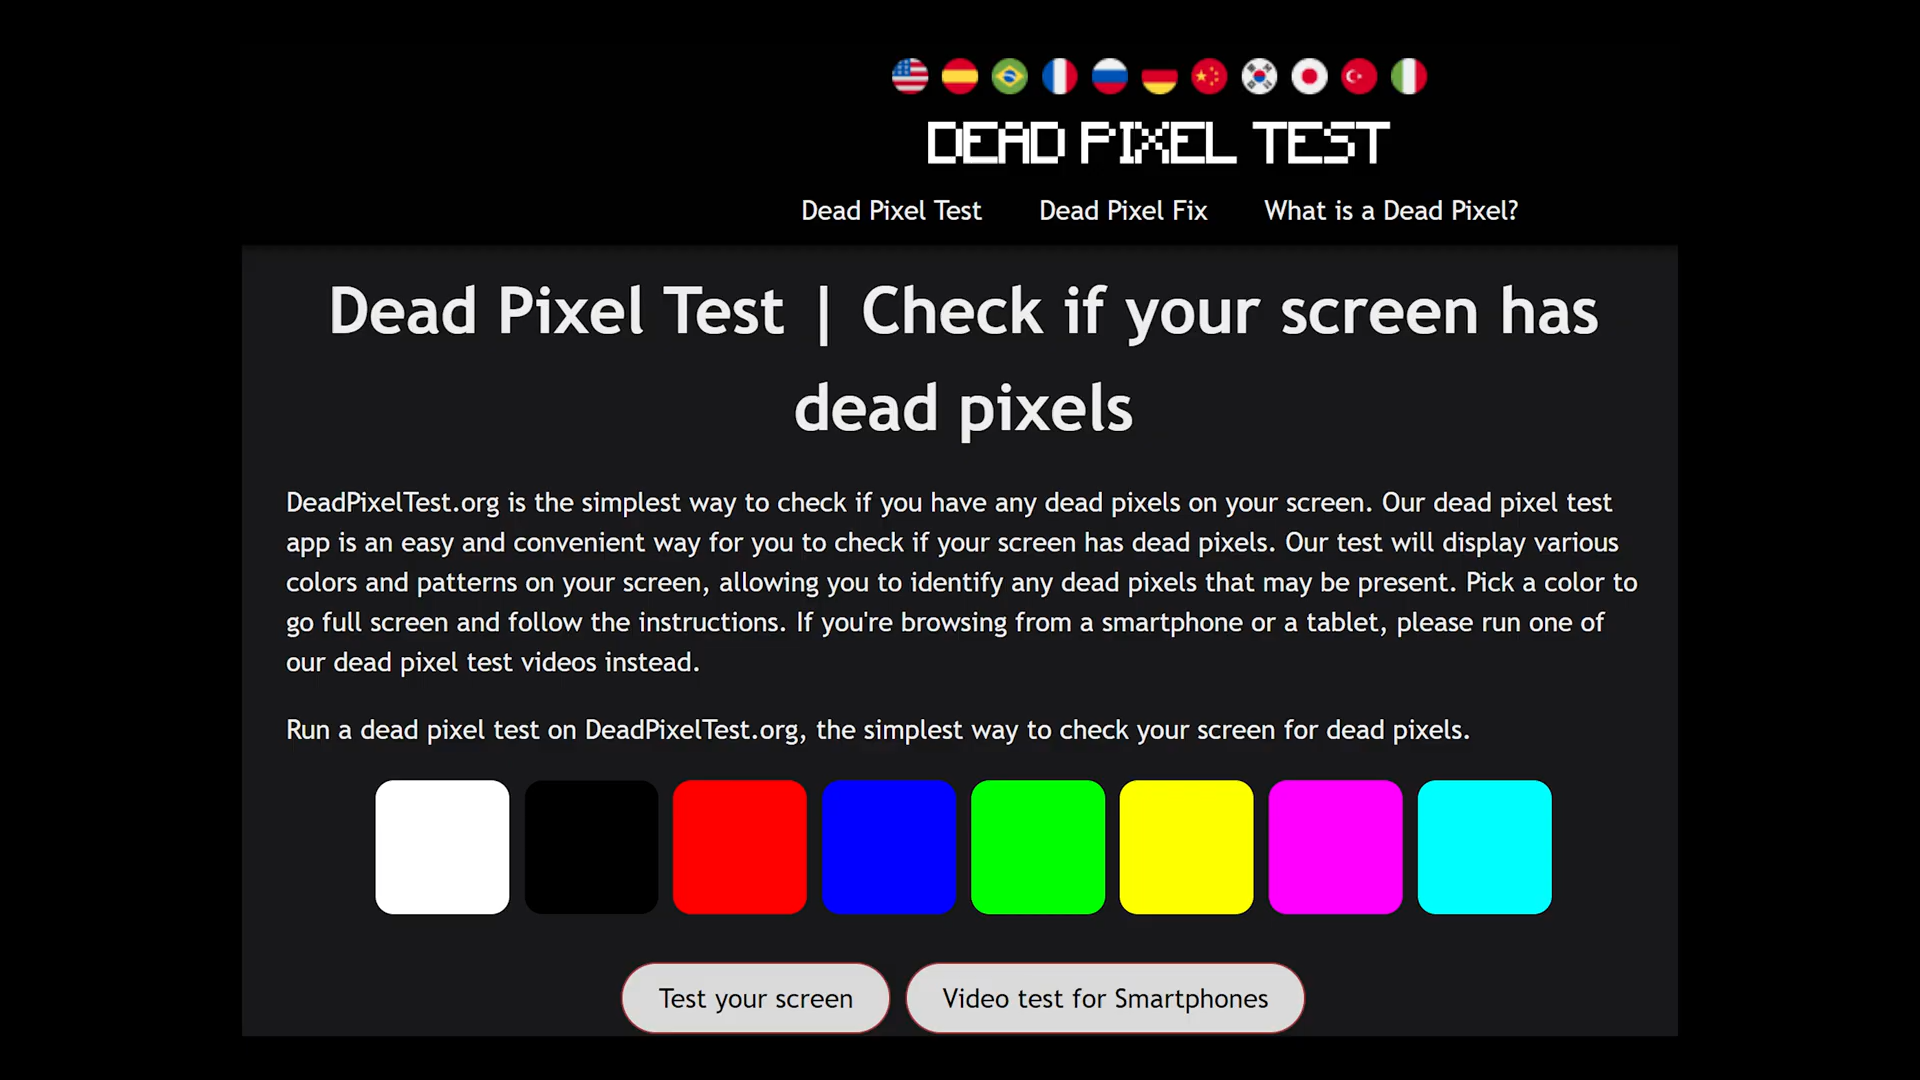 DEAD PIXEL TEST
Dead Pixel Test Dead Pixel Fix What is a Dead Pixel?
Dead Pixel Test | Check if your screen has
dead pixels
DeadPixelTest.org is the simplest way to check if you have any dead pixels on your screen. Our dead pixel test
app is an easy and convenient way for you to check if your screen has dead pixels. Our test will display various
colors and patterns on your screen, allowing you to identify any dead pixels that may be present. Pick a color to
go full screen and follow the instructions. If you're browsing from a smartphone or a tablet, please run one of
our dead pixel test videos instead.
Run a dead pixel test on DeadPixelTest.org, the simplest way to check your screen for dead pixels.
Test your screen Video test for Smartphones